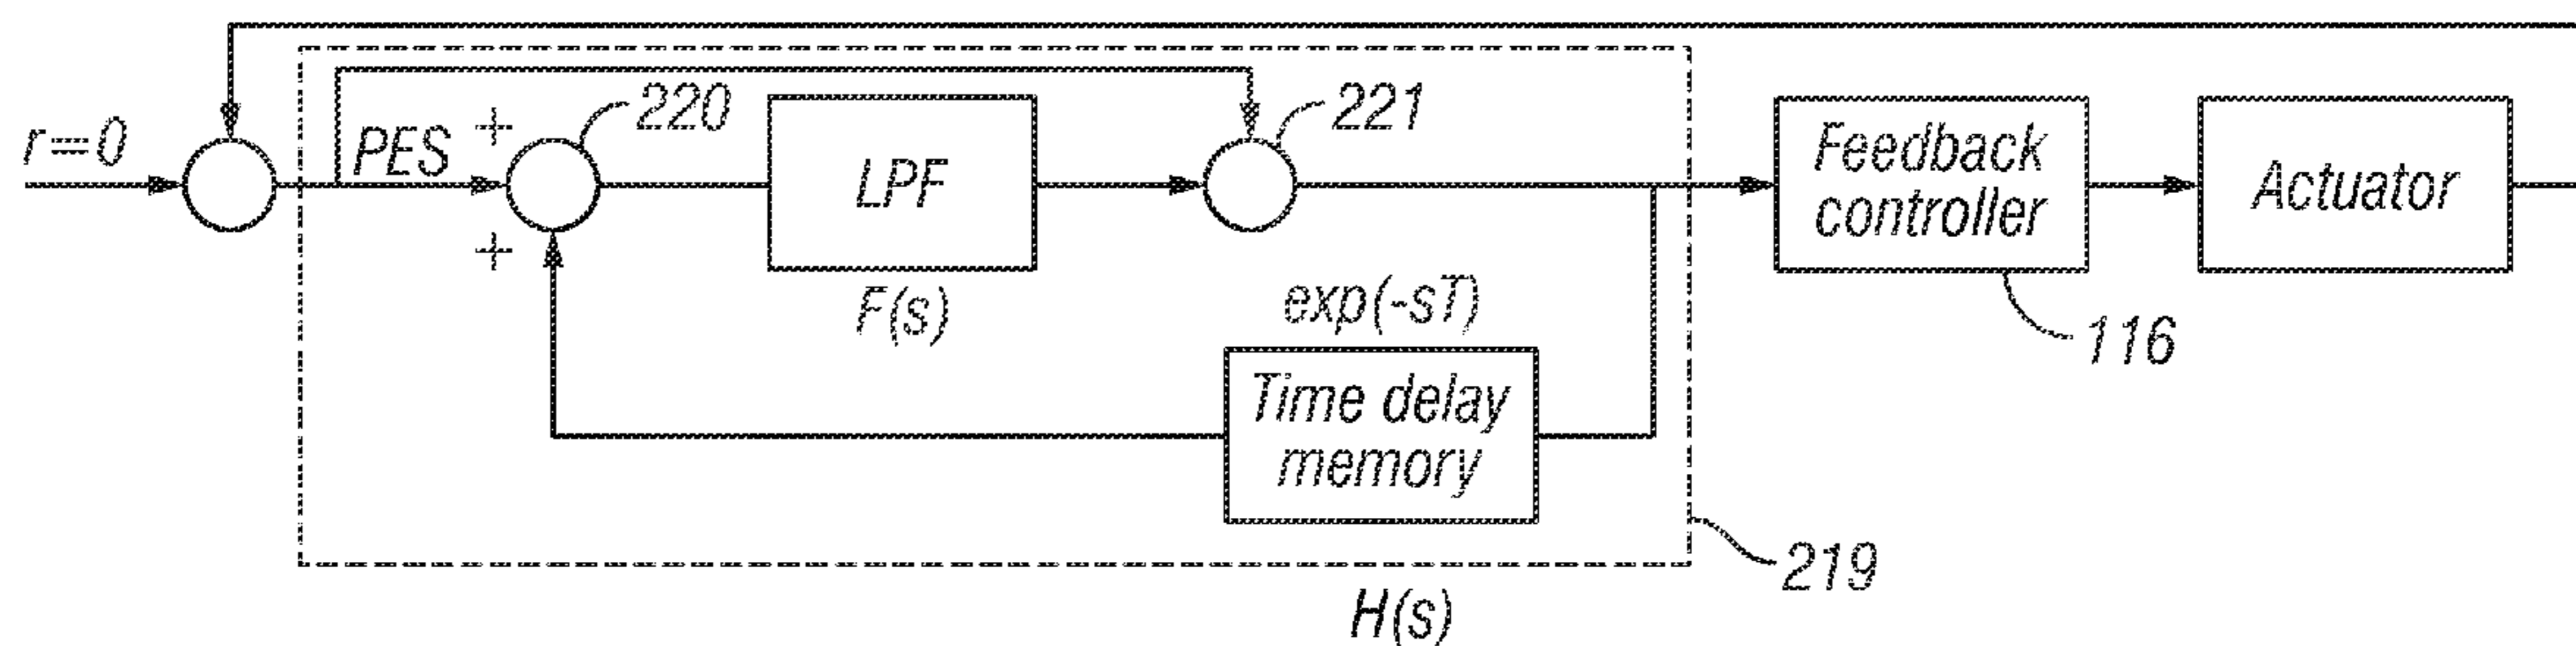 r=0
PES
+
+
220
LPF
F(s)
221
exp(-sT)
Time delay
memory
Feedback
controller
116
Actuator
219
H(s)